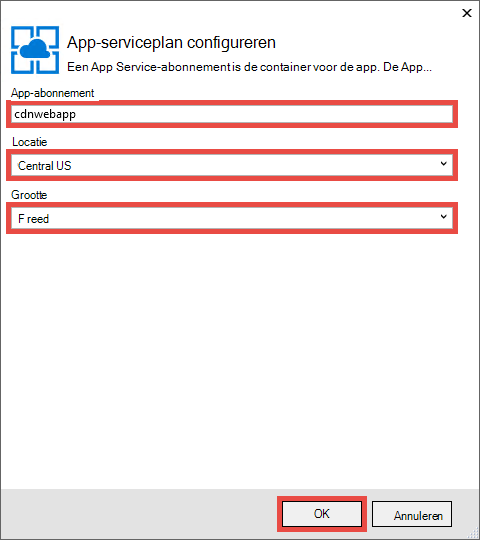 App-serviceplan configureren
Een App Service-abonnement is de container voor de app. De App...
App-abonnement
cdnwebapp
Locatie
Central US
Grootte
F reed
OK
Annuleren